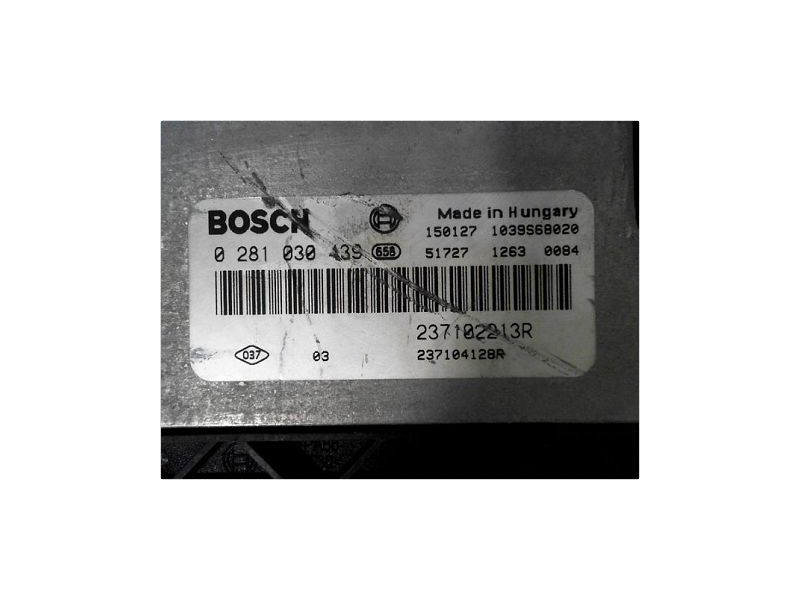 BOSCH Made in Hungary
150127 1039S68020
0 281 030 439 658 51727 1263 0084
237102213R
037 03 237104128R